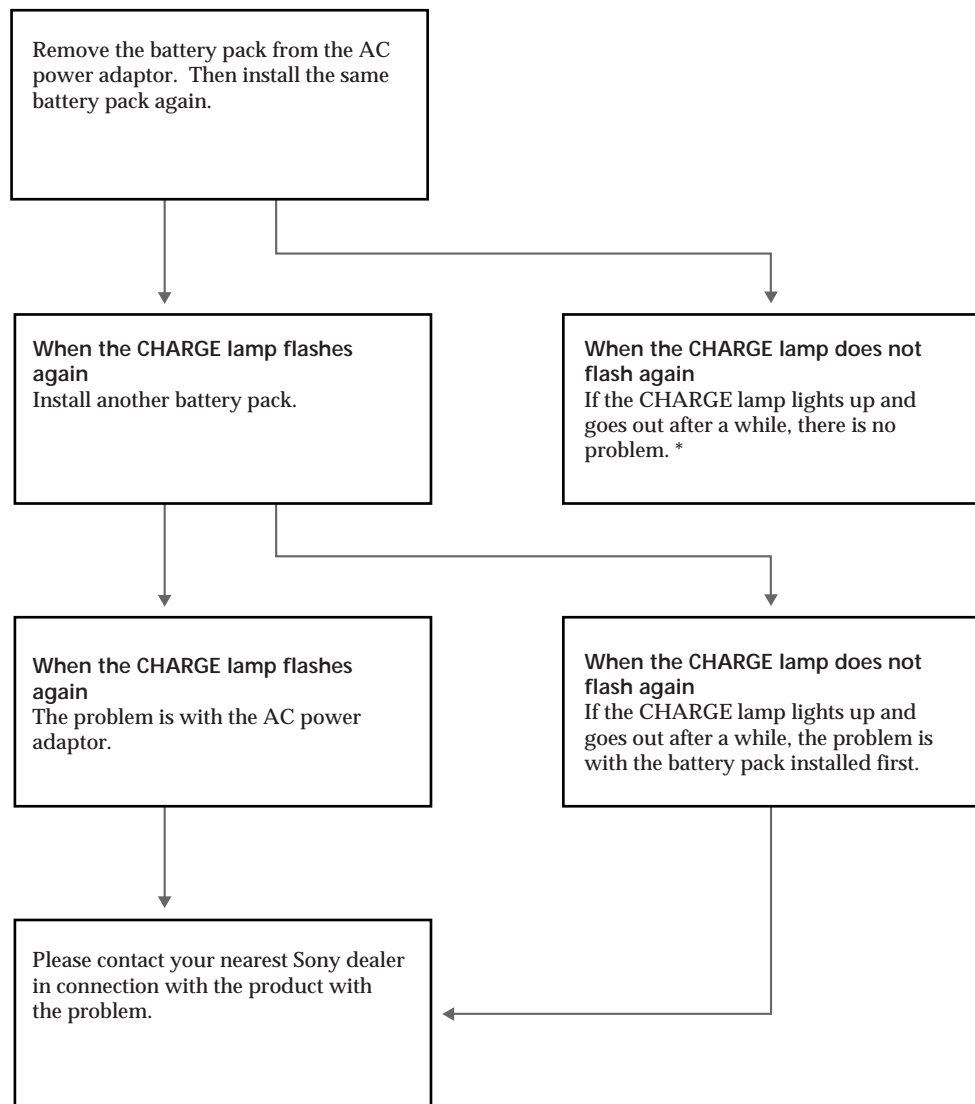 Remove the battery pack from the AC
power adaptor.  Then install the same
battery pack again.
When the CHARGE lamp flashes
again
Install another battery pack.
When the CHARGE lamp does not
flash again
If the CHARGE lamp lights up and
goes out after a while, there is no
problem. *
When the CHARGE lamp flashes
again
The problem is with the AC power
adaptor.
When the CHARGE lamp does not
flash again
If the CHARGE lamp lights up and
goes out after a while, the problem is
with the battery pack installed first.
Please contact your nearest Sony dealer
in connection with the product with
the problem.